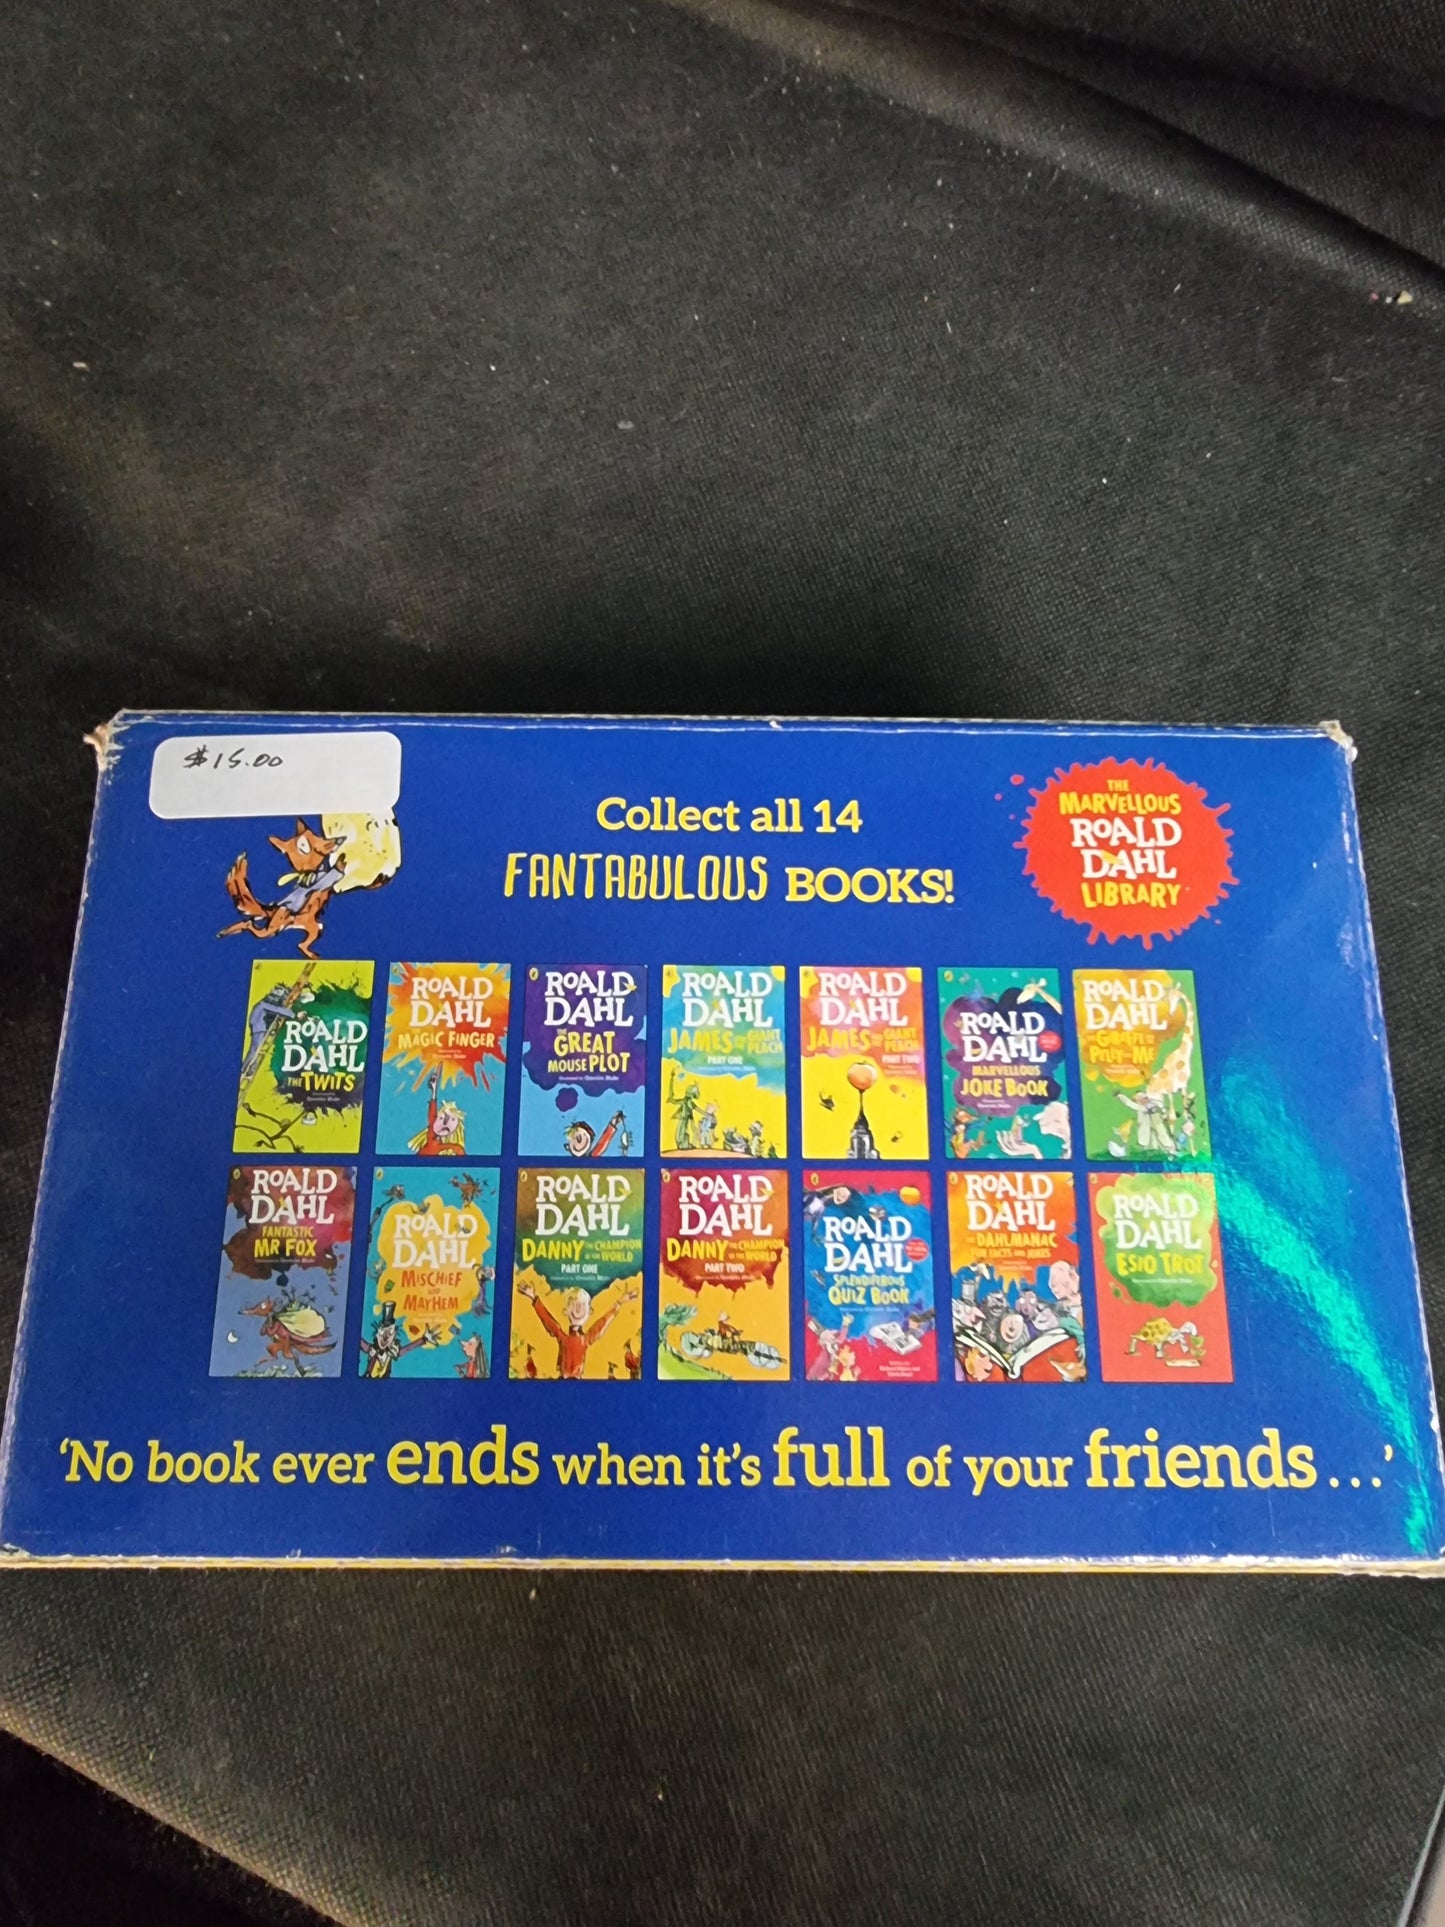 $15.00
Collect all 14
FANTABULOUS BOOKS!
THE
MARVELLOUS
ROALD
DAHL
LIBRARY
ROALD
DAHL
THE TWITS
ROALD
DAHL
MAGIC FINGER
ROALD
DAHL
THE
GREAT
MOUSE PLOT
Illustrated by Quentin Blake
ROALD
DAHL
JAMES AND THE GIANT
PEACH
PART ONE
ROALD
DAHL
JAMES AND THE GIANT
PEACH
PART TWO
ROALD
DAHL
MARVELLOUS
JOKE BOOK
ROALD
DAHL
THE GIRAFFE AND THE
PELLY AND ME
ROALD
DAHL
FANTASTIC
MR FOX
ROALD
DAHL
MISCHIEF
AND
MAYHEM
ROALD
DAHL
DANNY THE CHAMPION
OF THE WORLD
PART ONE
ROALD
DAHL
DANNY THE CHAMPION
OF THE WORLD
PART TWO
ROALD
DAHL
SPLENDIFEROUS
QUIZ BOOK
ROALD
DAHL
THE DAHLMANAC
FUN FACTS AND JOKES
ROALD
DAHL
ESIO TROT
‘No book ever ends when it’s full of your friends...’